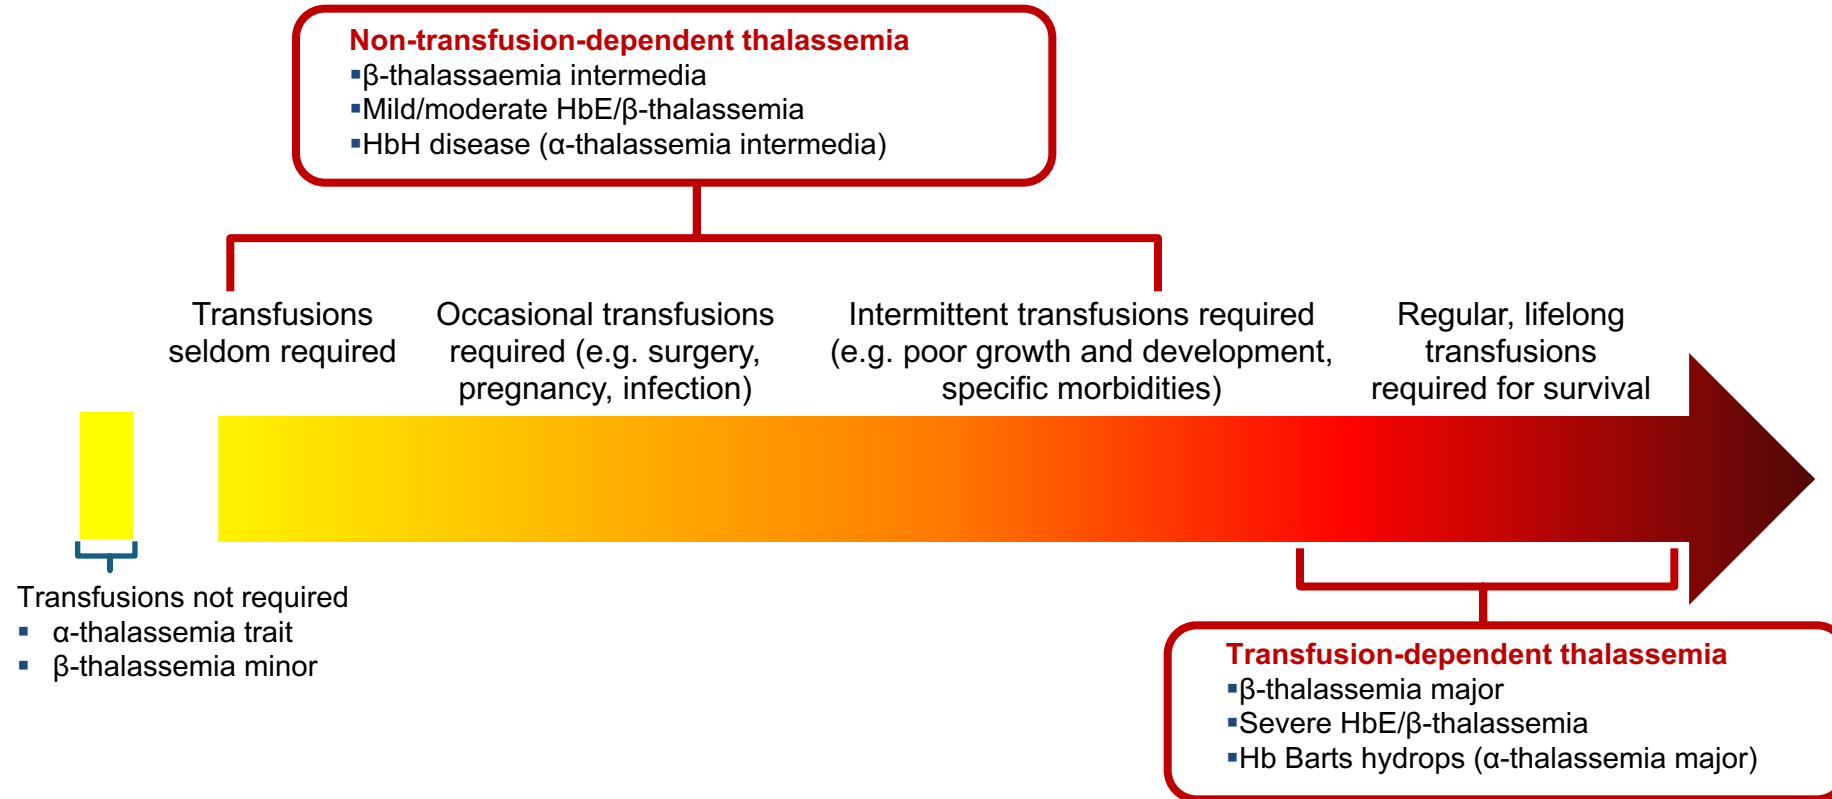 Non-transfusion-dependent thalassemia
▪β-thalassaemia intermedia
▪Mild/moderate HbE/β-thalassemia
▪HbH disease (α-thalassemia intermedia)
Transfusions
seldom required
Occasional transfusions
required (e.g. surgery,
pregnancy, infection)
Intermittent transfusions required
(e.g. poor growth and development,
specific morbidities)
Regular, lifelong
transfusions
required for survival
Transfusions not required
▪ α-thalassemia trait
▪ β-thalassemia minor
Transfusion-dependent thalassemia
▪β-thalassemia major
▪Severe HbE/β-thalassemia
▪Hb Barts hydrops (α-thalassemia major)